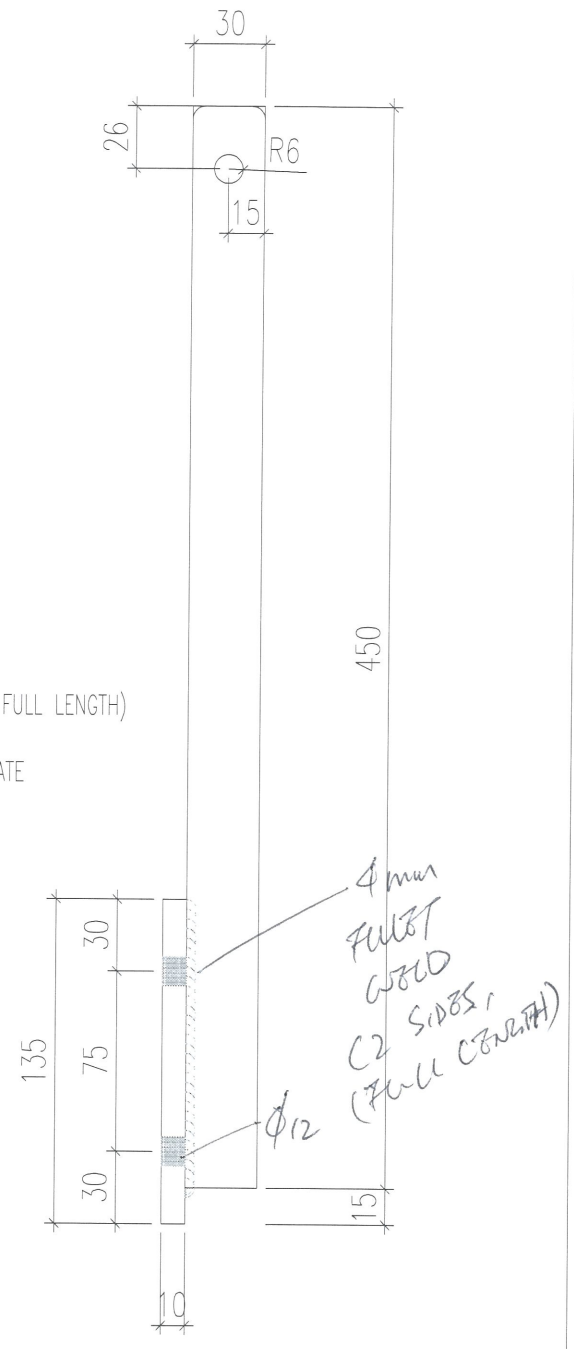 30
26
R6
15
450
FULL LENGTH)
ATE
4mm
FILLET
WELD
(2 SIDES,
(FULL LENGTH)
30
135
75
Φ12
30
15
10